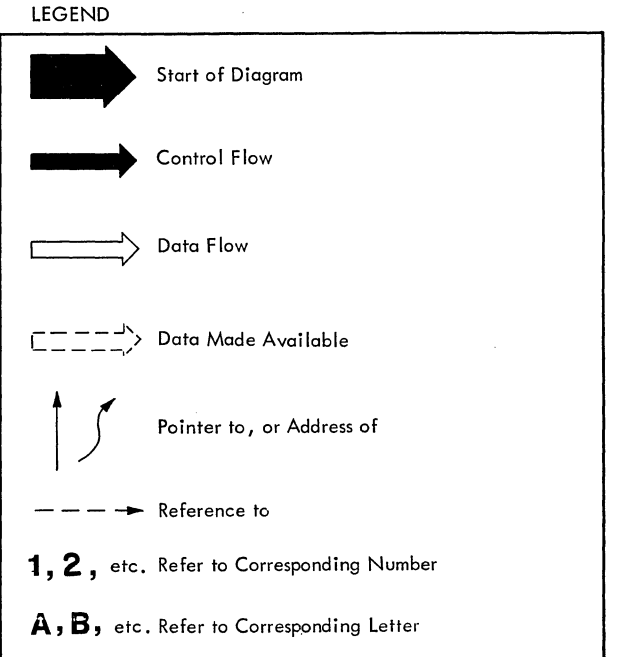 LEGEND
Start of Diagram
Control Flow
Data Flow
Data Made Available
Pointer to, or Address of
Reference to
1, 2, etc. Refer to Corresponding Number
A, B, etc. Refer to Corresponding Letter